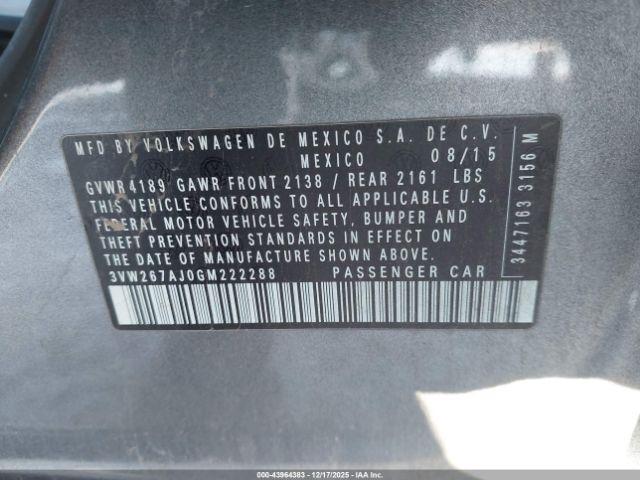 MFD BY VOLKSWAGEN DE MEXICO S.A. DE C.V.
MEXICO 08/15
GVWR 4189 GAWR FRONT 2138 / REAR 2161 LBS
THIS VEHICLE CONFORMS TO ALL APPLICABLE U.S.
FEDERAL MOTOR VEHICLE SAFETY, BUMPER AND
THEFT PREVENTION STANDARDS IN EFFECT ON
THE DATE OF MANUFACTURE SHOWN ABOVE
3VW267AJ0GM222288 PASSENGER CAR
3447163 3156 M
000-43964383 - 12/17/2025 - IAA Inc.